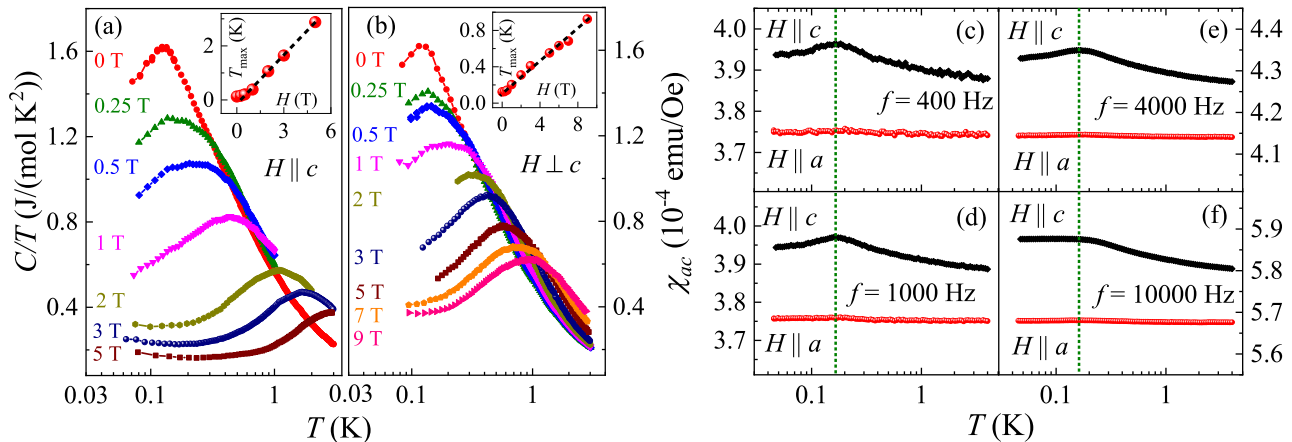 (a)
C/T (J/(mol K²)
1.6
1.2
0.8
0.4
0 T
0.25 T
0.5 T
1 T
2 T
3 T
5 T
H || c
T_max (K)
2
0
0
3
6
H (T)
0.03
0.1
1
(b)
0 T
0.25 T
0.5 T
1 T
2 T
3 T
5 T
7 T
9 T
H ⊥ c
T_max (K)
0.8
0.4
0.0
0
4
8
H (T)
1.6
1.2
0.8
0.4
0.03
0.1
1
T (K)
χ_ac (10⁻⁴ emu/Oe)
(c)
H || c
f = 400 Hz
H || a
4.0
3.9
3.8
3.7
(e)
H || c
f = 4000 Hz
H || a
4.4
4.3
4.2
4.1
(d)
H || c
f = 1000 Hz
H || a
4.0
3.9
3.8
3.7
0.1
1
(f)
H || c
f = 10000 Hz
H || a
5.9
5.8
5.7
5.6
0.1
1
T (K)